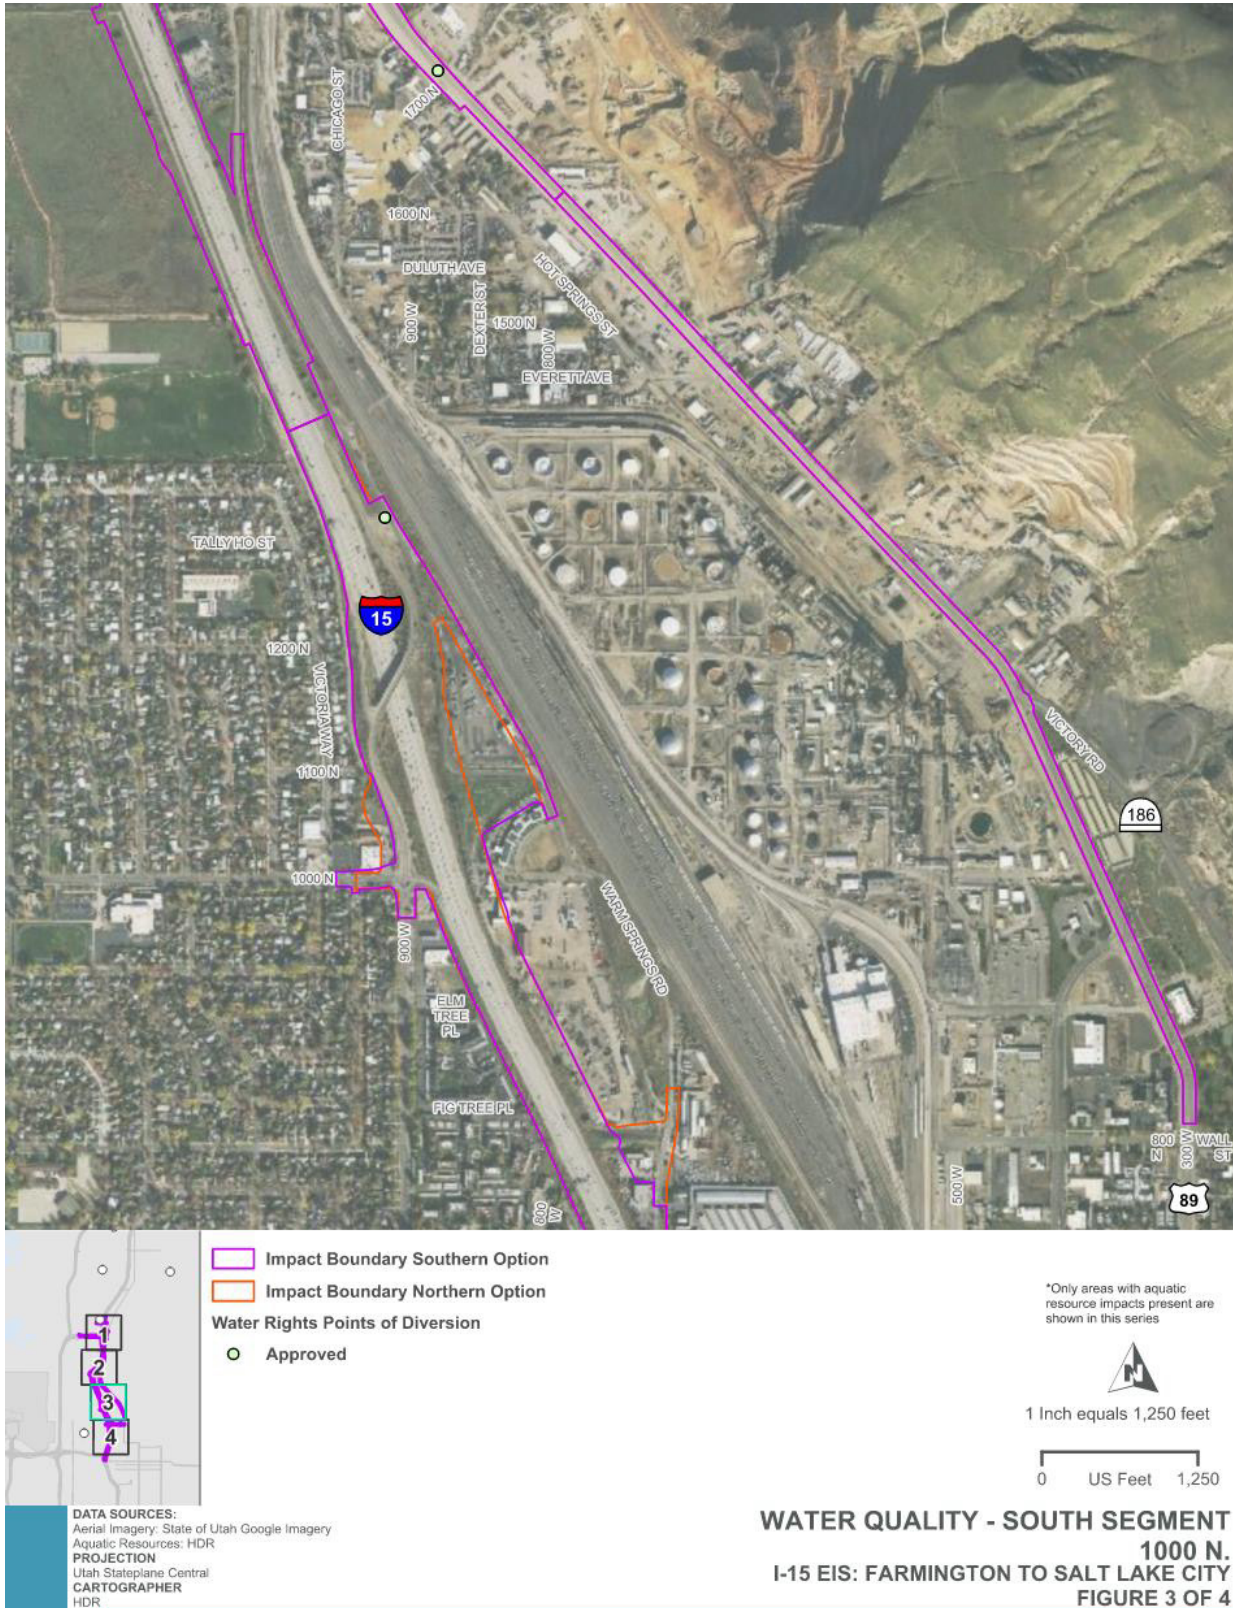 CHICAGO ST
1700 N
1600 N
DULUTH AVE
HOT SPRINGS ST
900 W
DEXTER ST
1500 N
800 W
EVERETT AVE
TALLY HO ST
15
1200 N
VICTORIA WAY
1100 N
VICTORY RD
186
1000 N
WARM SPRINGS RD
900 W
ELM
TREE
PL
FIG TREE PL
800
W
500 W
800
N
300 W
WALL
ST
89
Impact Boundary Southern Option
Impact Boundary Northern Option
Water Rights Points of Diversion
Approved
1
2
3
4
*Only areas with aquatic
resource impacts present are
shown in this series
N
1 Inch equals 1,250 feet
0 US Feet 1,250
DATA SOURCES:
Aerial Imagery: State of Utah Google Imagery
Aquatic Resources: HDR
PROJECTION
Utah Stateplane Central
CARTOGRAPHER
HDR
WATER QUALITY - SOUTH SEGMENT
1000 N.
I-15 EIS: FARMINGTON TO SALT LAKE CITY
FIGURE 3 OF 4